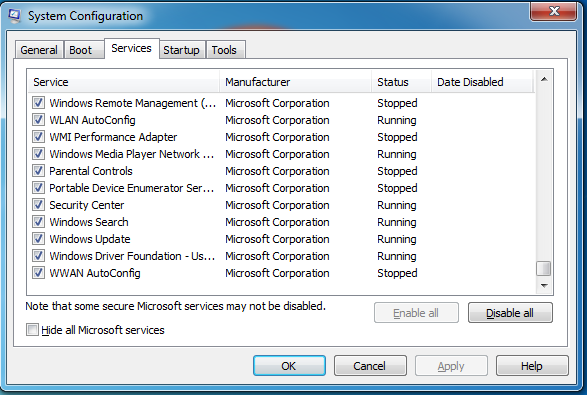 System Configuration
General Boot Services Startup Tools
Service Manufacturer Status Date Disabled
Windows Remote Management (... Microsoft Corporation Stopped
WLAN AutoConfig Microsoft Corporation Running
WMI Performance Adapter Microsoft Corporation Stopped
Windows Media Player Network ... Microsoft Corporation Running
Parental Controls Microsoft Corporation Stopped
Portable Device Enumerator Ser... Microsoft Corporation Stopped
Security Center Microsoft Corporation Running
Windows Search Microsoft Corporation Running
Windows Update Microsoft Corporation Running
Windows Driver Foundation - Us... Microsoft Corporation Running
WWAN AutoConfig Microsoft Corporation Stopped
Note that some secure Microsoft services may not be disabled.
Enable all Disable all
Hide all Microsoft services
OK Cancel Apply Help